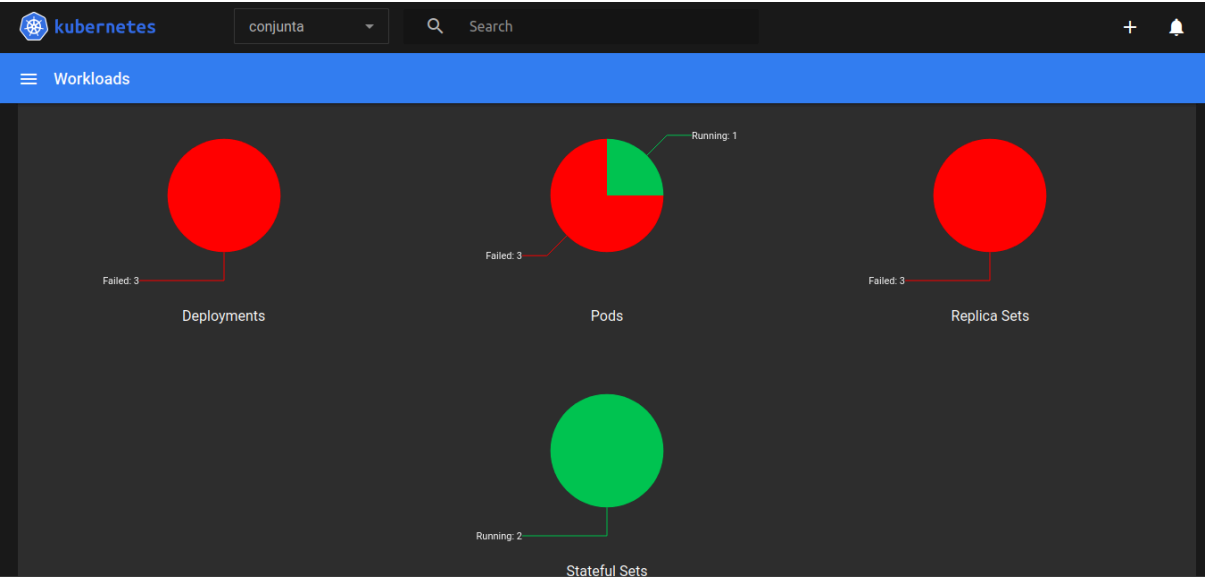 kubernetes
conjunta
Search
Workloads
Running: 1
Failed: 3
Failed: 3
Failed: 3
Deployments
Pods
Replica Sets
Running: 2
Stateful Sets